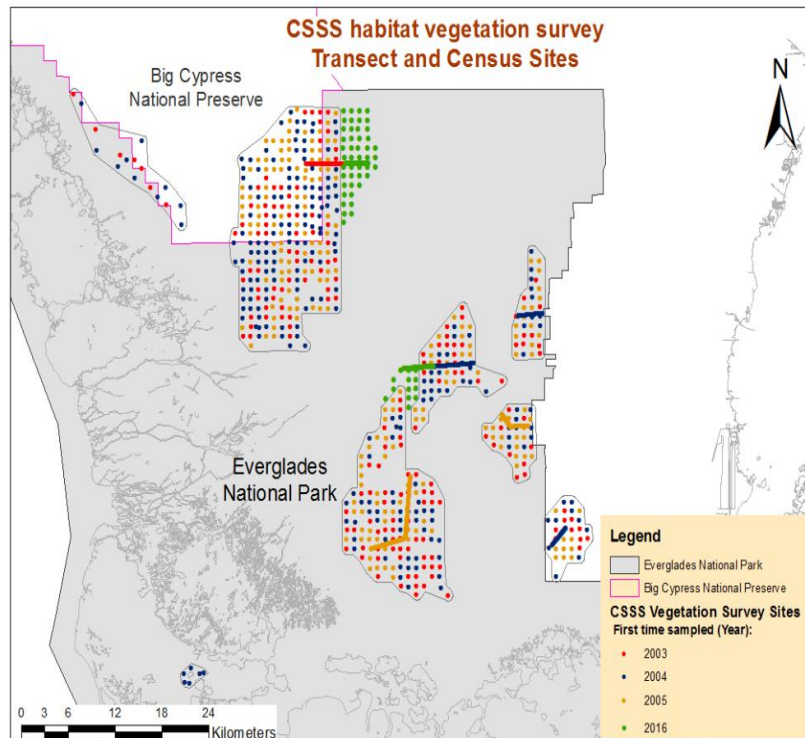 CSSS habitat vegetation survey
Transect and Census Sites
Big Cypress
National Preserve
N
Everglades
National Park
Legend
Everglades National Park
Big Cypress National Preserve
CSSS Vegetation Survey Sites
First time sampled (Year):
2003
2004
2005
2016
0 3 6 12 18 24
Kilometers